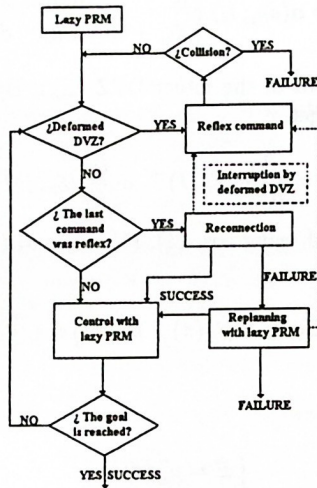 Lazy PRM
NO
¿Collision?
YES
FAILURE
¿Deformed
DVZ?
YES
Reflex command
NO
Interruption by
deformed DVZ
¿ The last
command
was reflex?
YES
Reconnection
NO
SUCCESS
FAILURE
Control with
lazy PRM
Replanning
with lazy PRM
NO
¿ The goal
is reached?
FAILURE
YES
SUCCESS